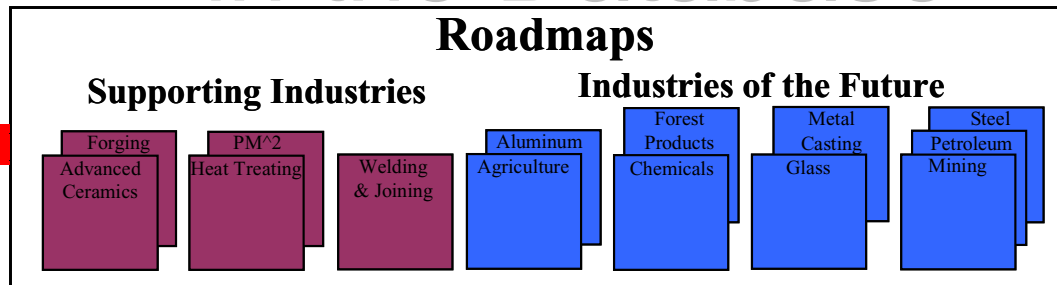 Roadmaps
Supporting Industries
Industries of the Future
Forging
Advanced
Ceramics
PM^2
Heat Treating
Welding
& Joining
Aluminum
Agriculture
Forest
Products
Chemicals
Metal
Casting
Glass
Steel
Petroleum
Mining